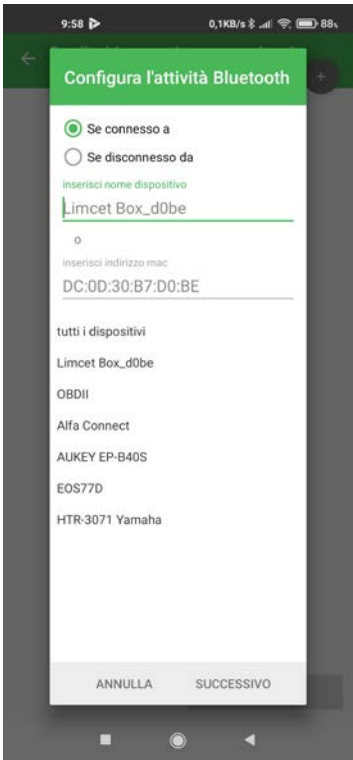 9:58
0,1KB/s
88%
Configura l'attività Bluetooth
Se connesso a
Se disconnesso da
inserisci nome dispositivo
Limcet Box_d0be
o
inserisci indirizzo mac
DC:0D:30:B7:D0:BE
tutti i dispositivi
Limcet Box_d0be
OBDII
Alfa Connect
AUKEY EP-B40S
EOS77D
HTR-3071 Yamaha
ANNULLA
SUCCESSIVO